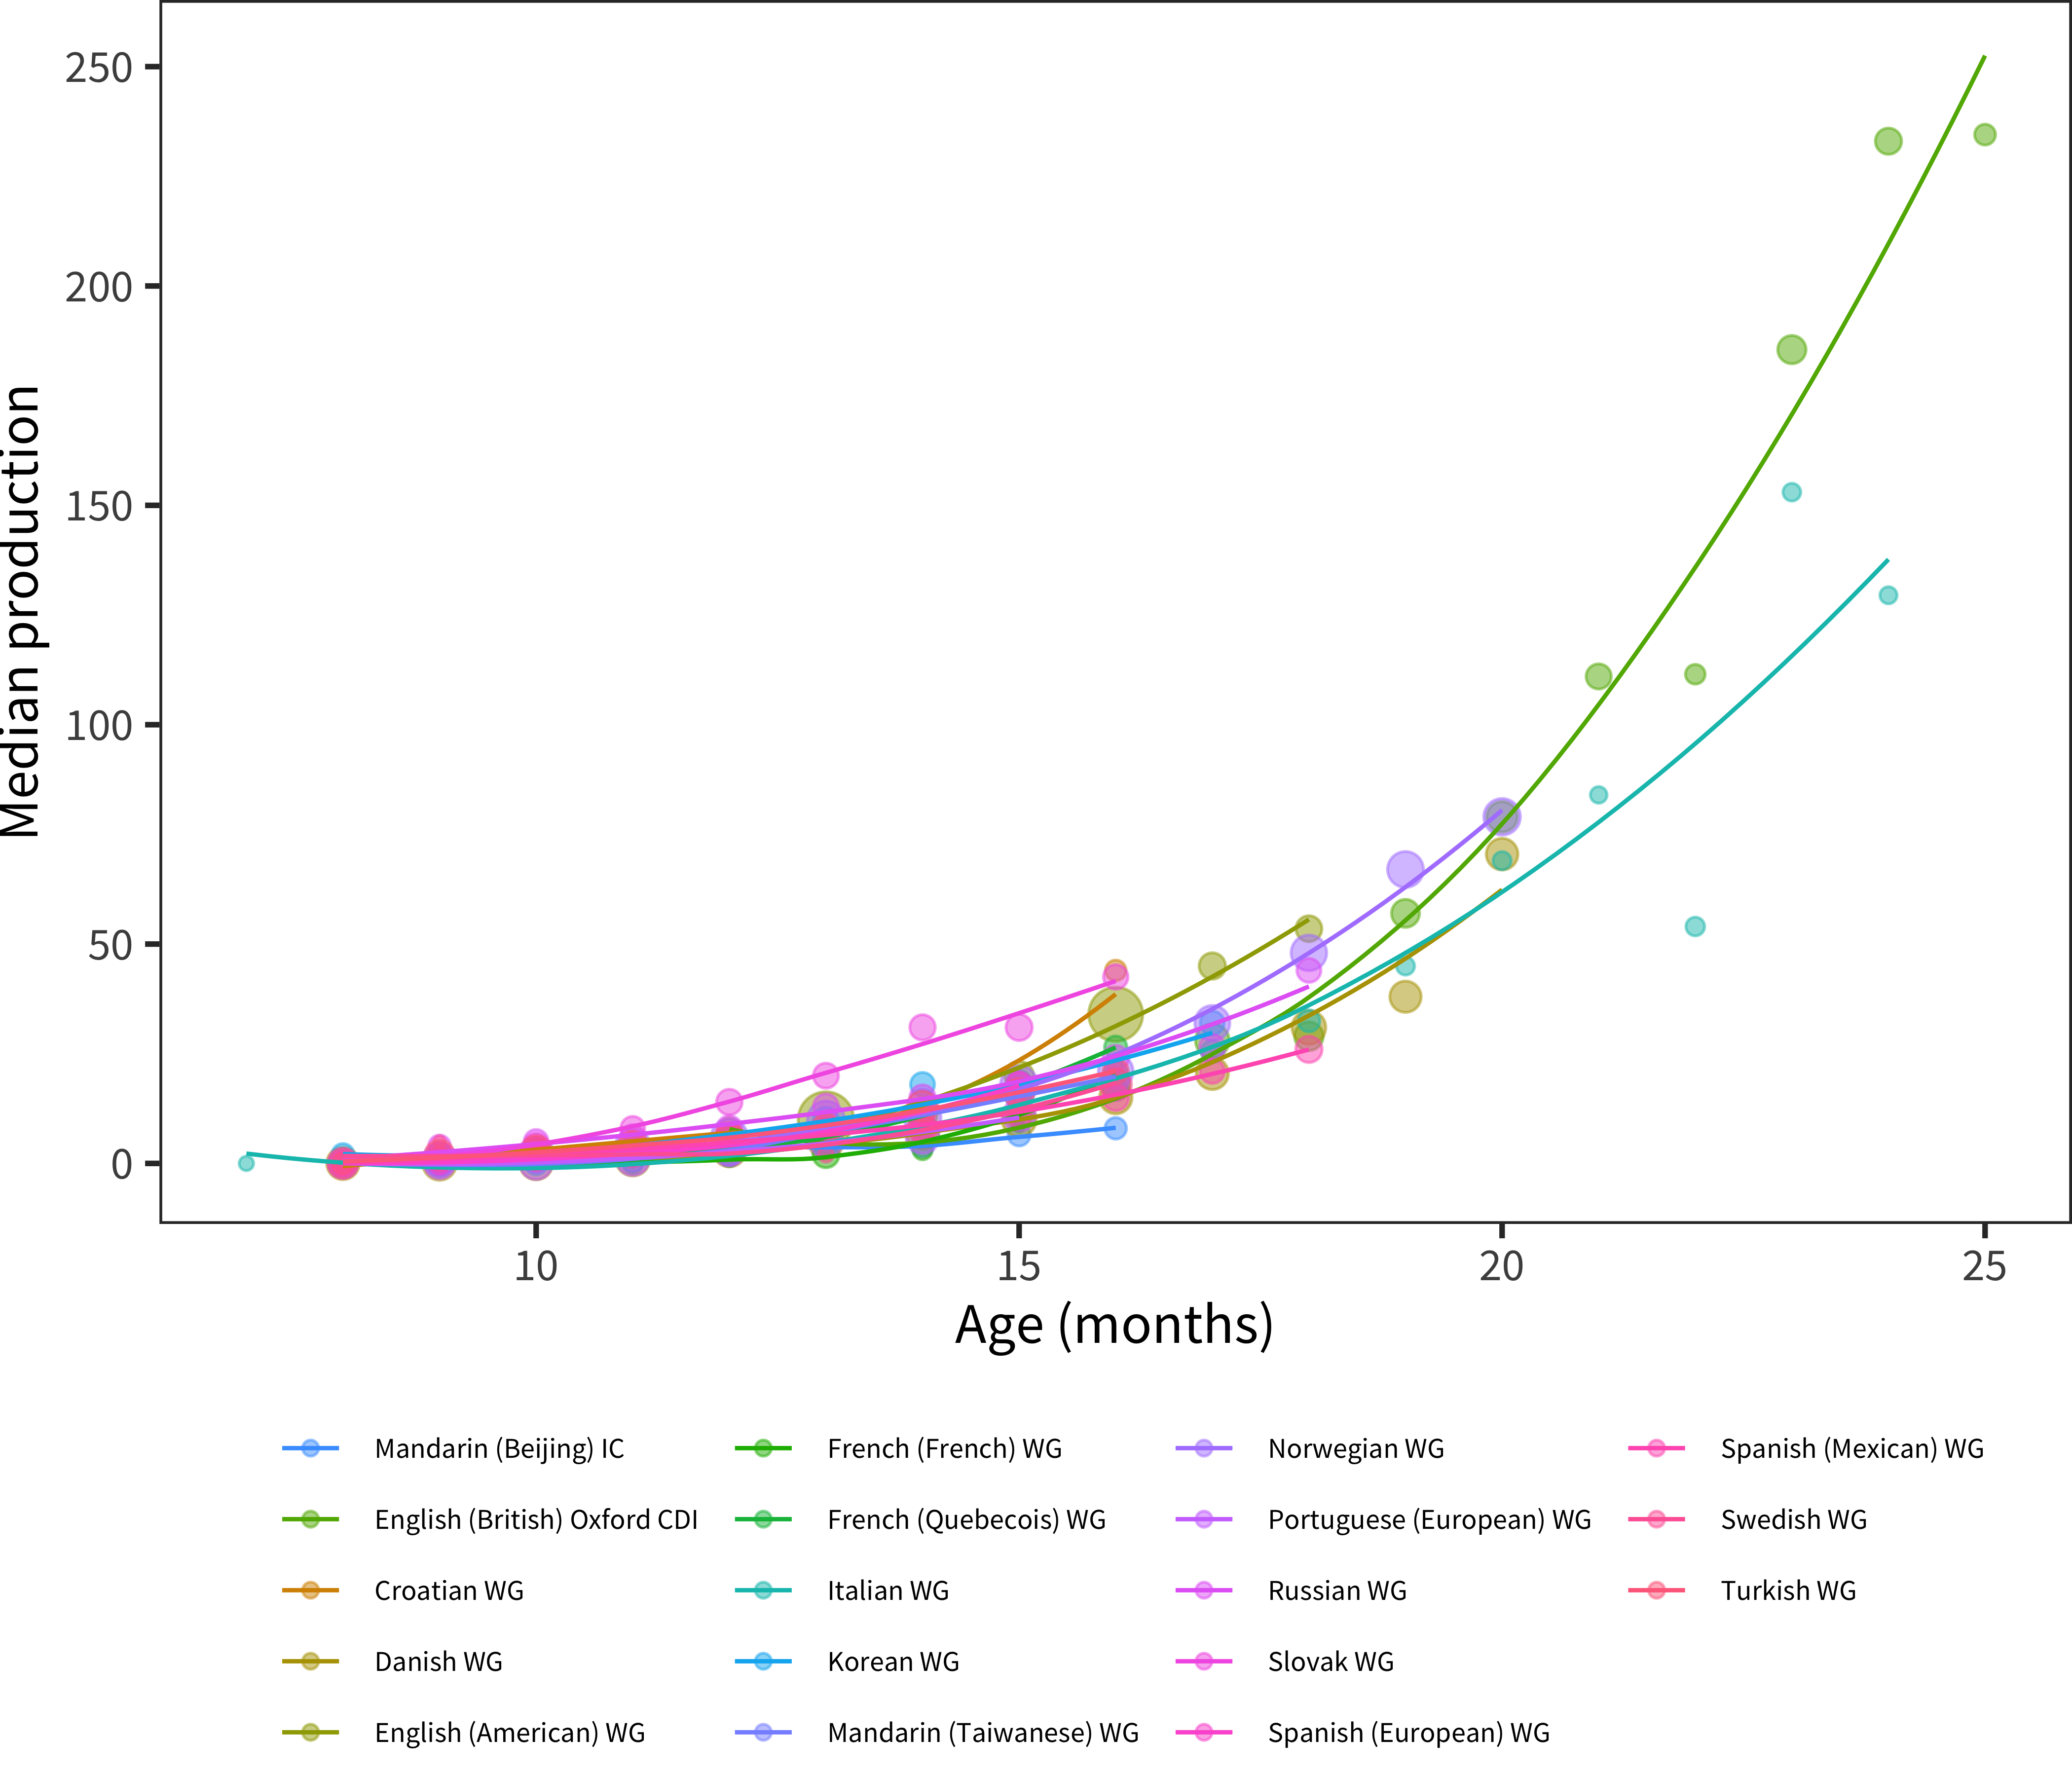 Median production
250
200
150
100
50
0
10 15 20 25
Age (months)
Mandarin (Beijing) IC
English (British) Oxford CDI
Croatian WG
Danish WG
English (American) WG
French (French) WG
French (Quebecois) WG
Italian WG
Korean WG
Mandarin (Taiwanese) WG
Norwegian WG
Portuguese (European) WG
Russian WG
Slovak WG
Spanish (European) WG
Spanish (Mexican) WG
Swedish WG
Turkish WG